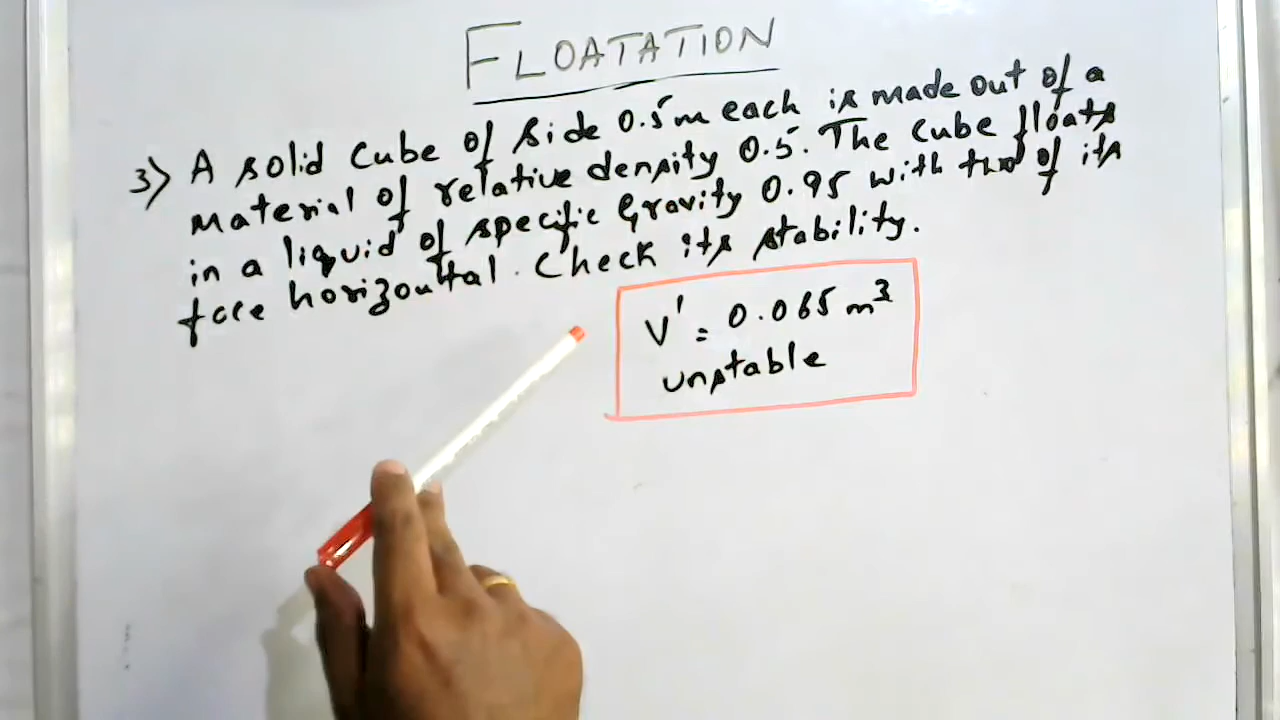 FLOATATION
3) A solid cube of side 0.5m each is made out of a
material of relative density 0.5. The cube floats
in a liquid of specific Gravity 0.95 with two of its
face horizontal. Check its stability.
V' = 0.065 m³
unstable